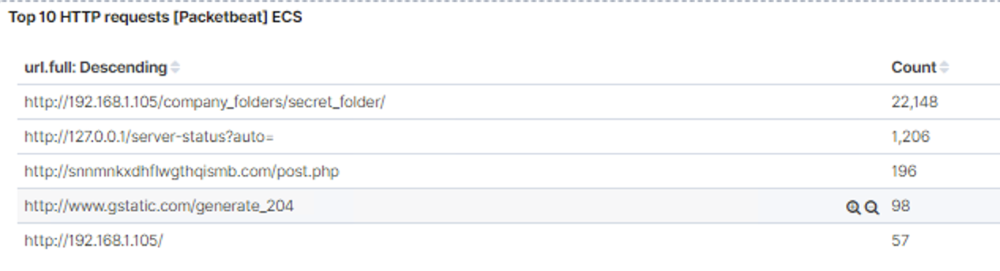 Top 10 HTTP requests [Packetbeat] ECS
url.full: Descending Count
http://192.168.1.105/company_folders/secret_folder/ 22,148
http://127.0.0.1/server-status?auto= 1,206
http://snnmnkxdhflwgthqismb.com/post.php 196
http://www.gstatic.com/generate_204 98
http://192.168.1.105/ 57